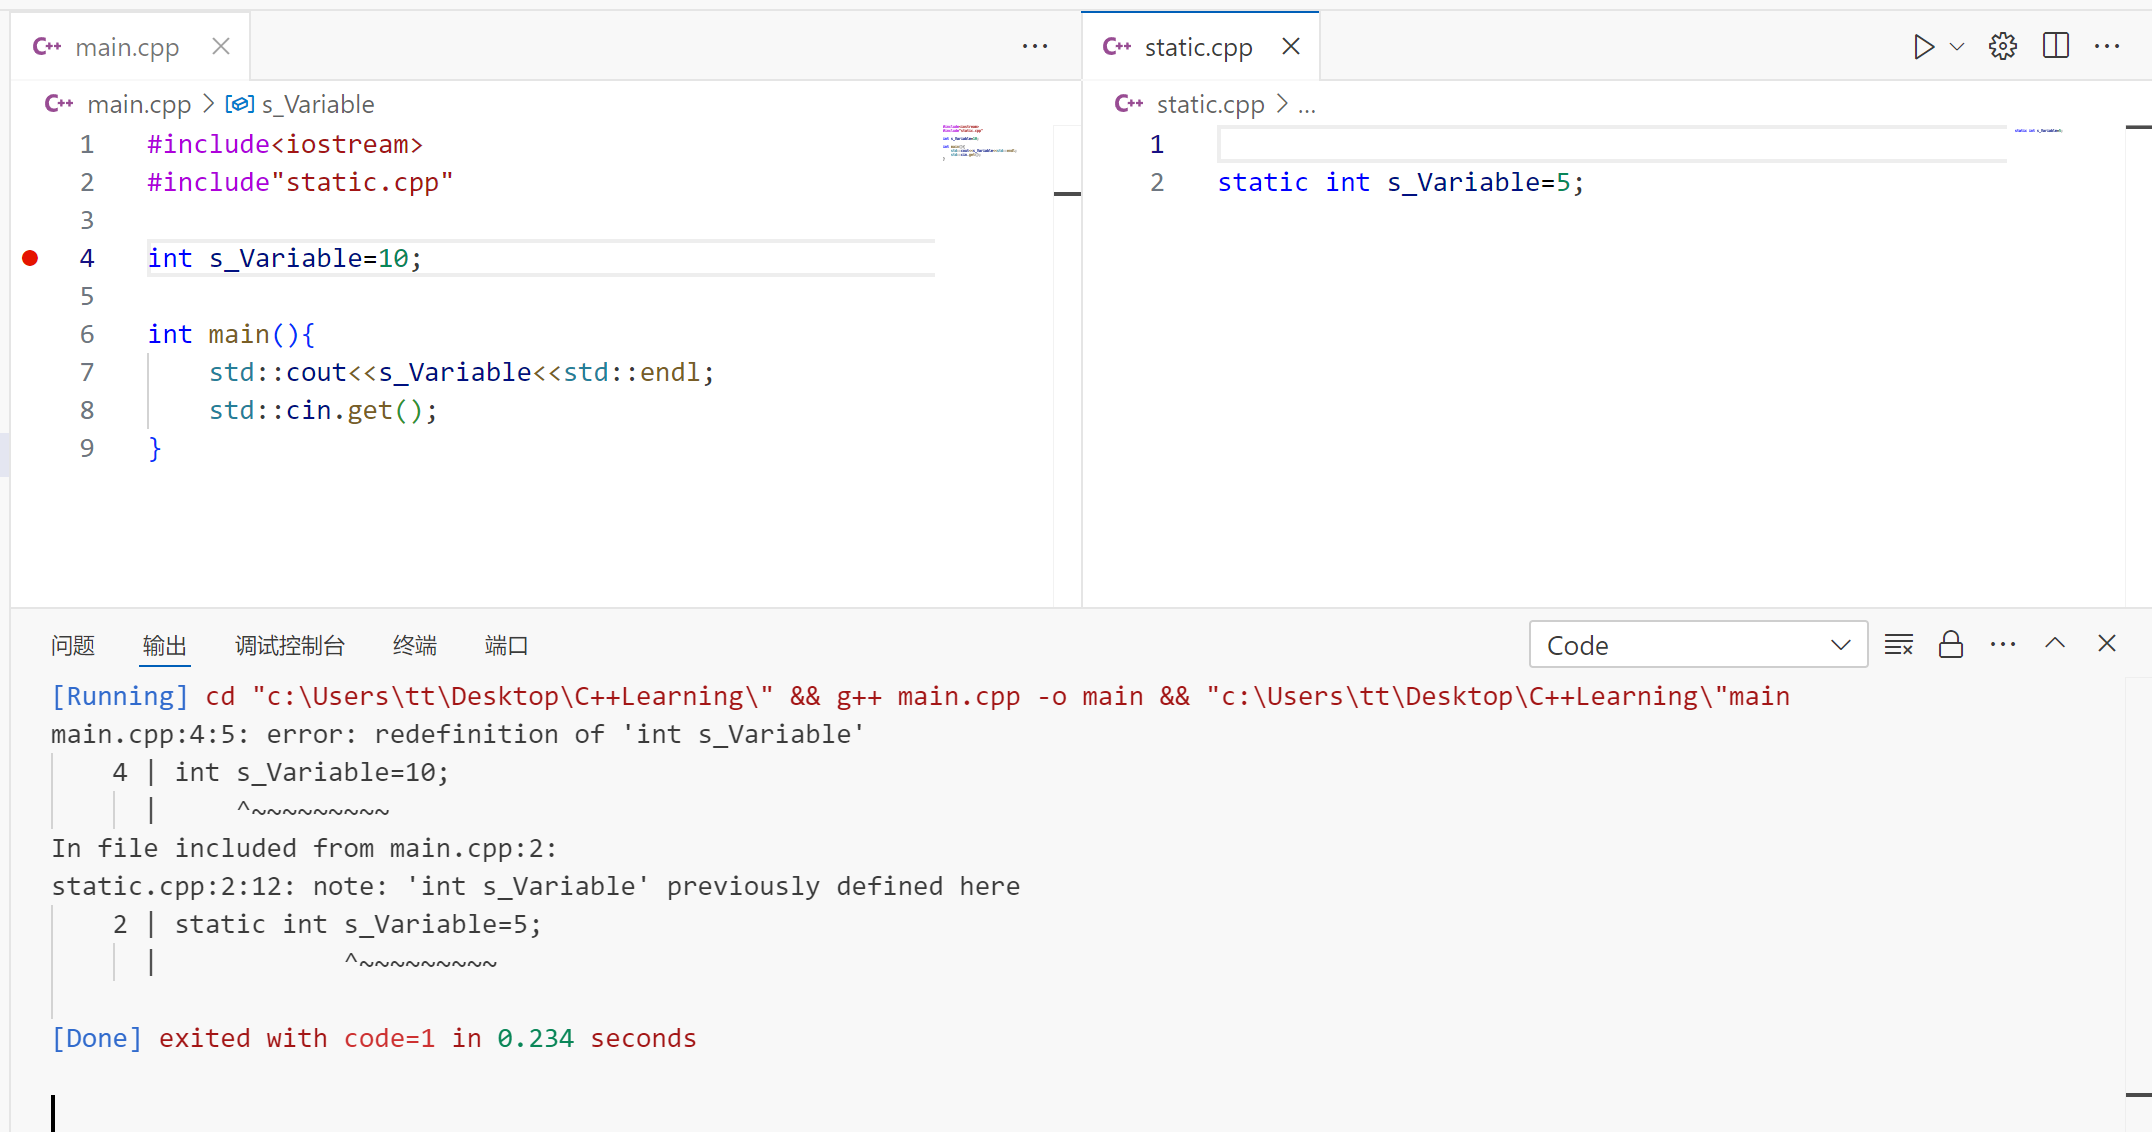 main.cpp
main.cpp > s_Variable
1 #include<iostream>
2 #include"static.cpp"
3
4 int s_Variable=10;
5
6 int main(){
7 std::cout<<s_Variable<<std::endl;
8 std::cin.get();
9 }
static.cpp
static.cpp > ...
1
2 static int s_Variable=5;
问题 输出 调试控制台 终端 端口
Code
[Running] cd "c:\Users\tt\Desktop\C++Learning\" && g++ main.cpp -o main && "c:\Users\tt\Desktop\C++Learning\"main
main.cpp:4:5: error: redefinition of 'int s_Variable'
4 | int s_Variable=10;
| ^~~~~~~~~~
In file included from main.cpp:2:
static.cpp:2:12: note: 'int s_Variable' previously defined here
2 | static int s_Variable=5;
| ^~~~~~~~~~
[Done] exited with code=1 in 0.234 seconds